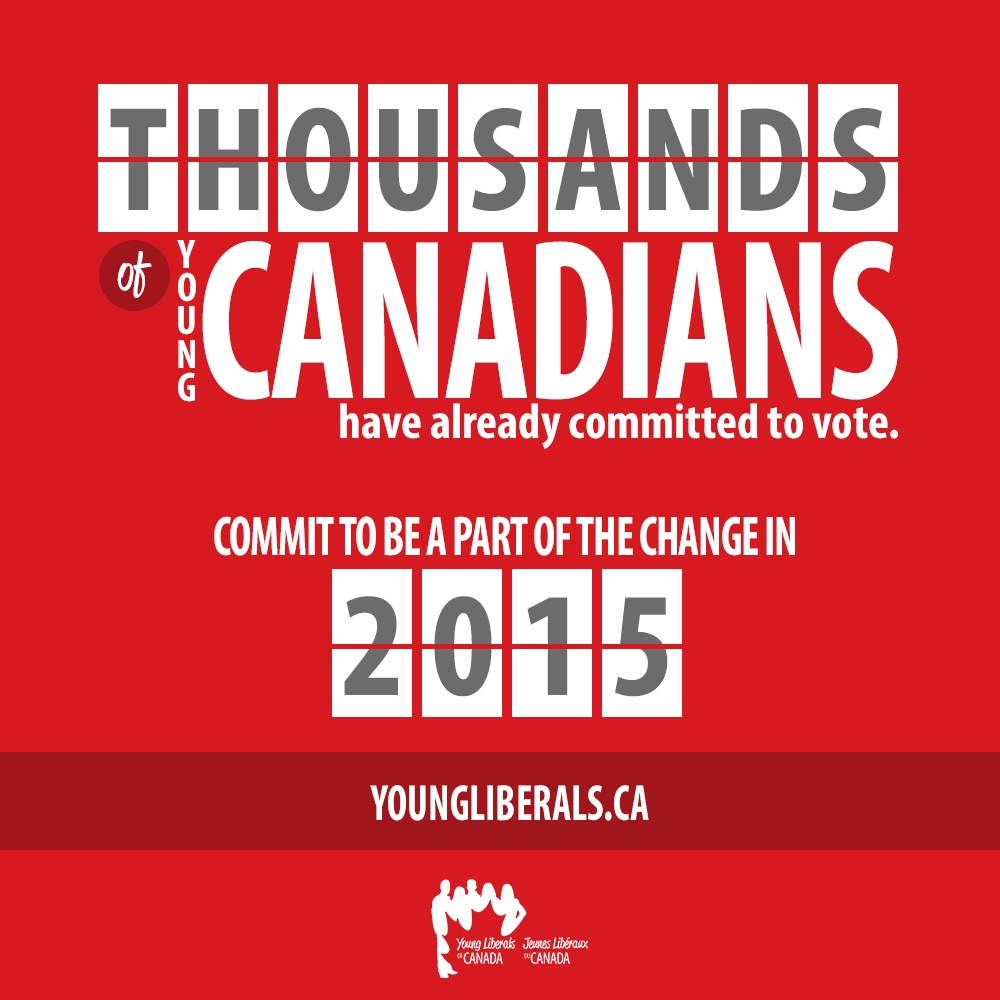 THOUSANDS
of YOUNG CANADIANS
have already committed to vote.
COMMIT TO BE A PART OF THE CHANGE IN
2015
YOUNGLIBERALS.CA
Young Liberals Jeunes Libéraux
OF CANADA DU CANADA